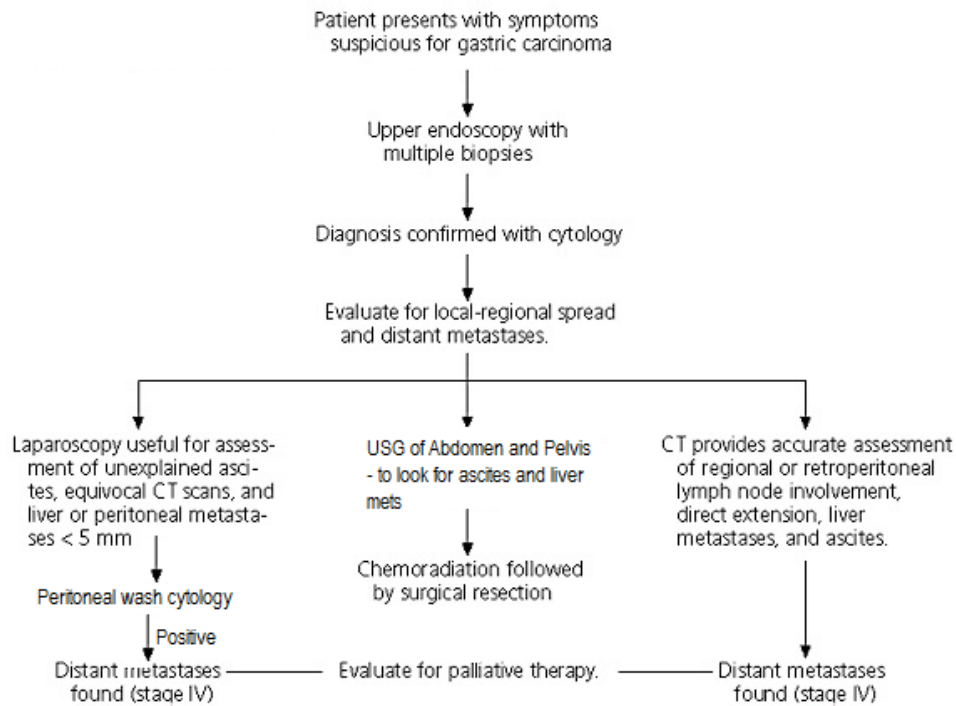 Patient presents with symptoms
suspicious for gastric carcinoma
Upper endoscopy with
multiple biopsies
Diagnosis confirmed with cytology
Evaluate for local-regional spread
and distant metastases.
Laparoscopy useful for assess-
ment of unexplained asci-
tes, equivocal CT scans, and
liver or peritoneal metasta-
ses < 5 mm
Peritoneal wash cytology
Positive
Distant metastases
found (stage IV)
USG of Abdomen and Pelvis
- to look for ascites and liver
mets
Chemoradiation followed
by surgical resection
Evaluate for palliative therapy.
CT provides accurate assessment
of regional or retroperitoneal
lymph node involvement,
direct extension, liver
metastases, and ascites.
Distant metastases
found (stage IV)